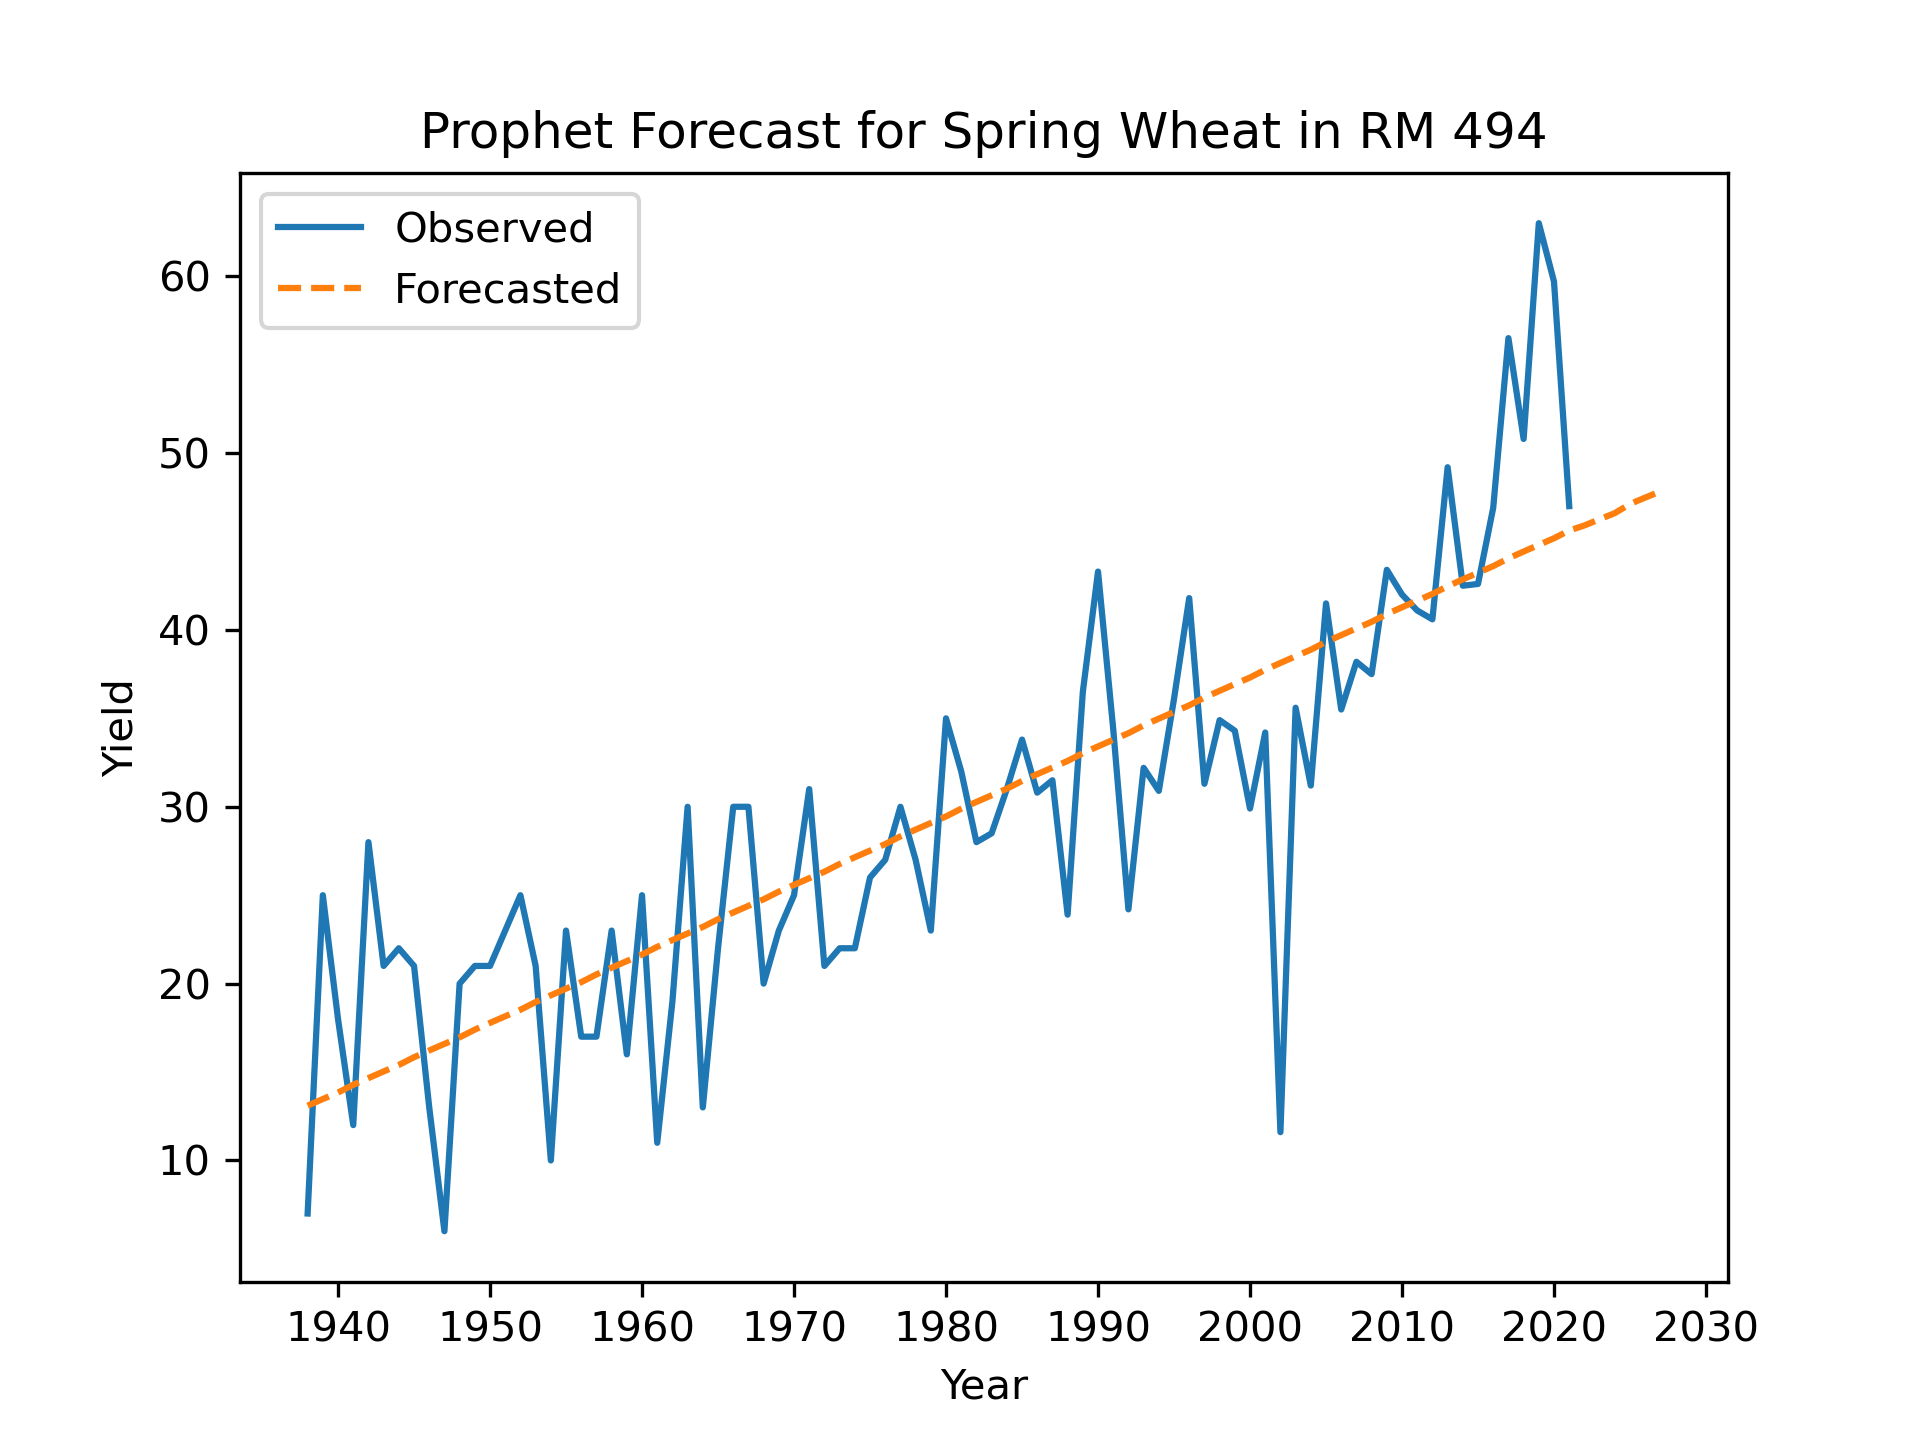 Prophet Forecast for Spring Wheat in RM 494
Observed
Forecasted
60
50
40
30
20
10
Yield
1940 1950 1960 1970 1980 1990 2000 2010 2020 2030
Year